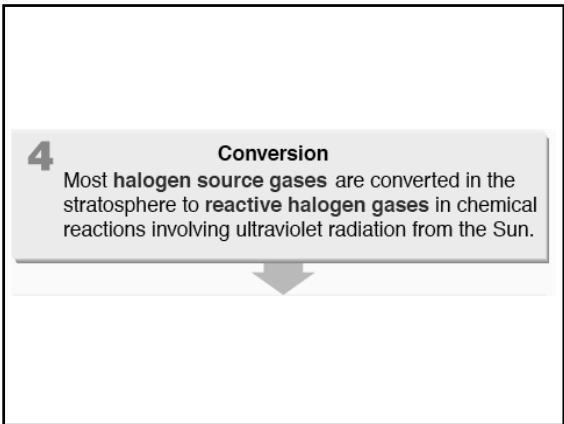 4
Conversion
Most halogen source gases are converted in the
stratosphere to reactive halogen gases in chemical
reactions involving ultraviolet radiation from the Sun.